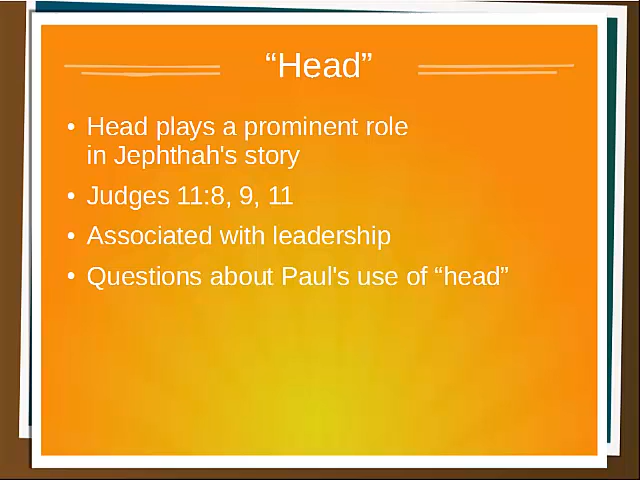 “Head”
• Head plays a prominent role
in Jephthah's story
• Judges 11:8, 9, 11
• Associated with leadership
• Questions about Paul's use of “head”